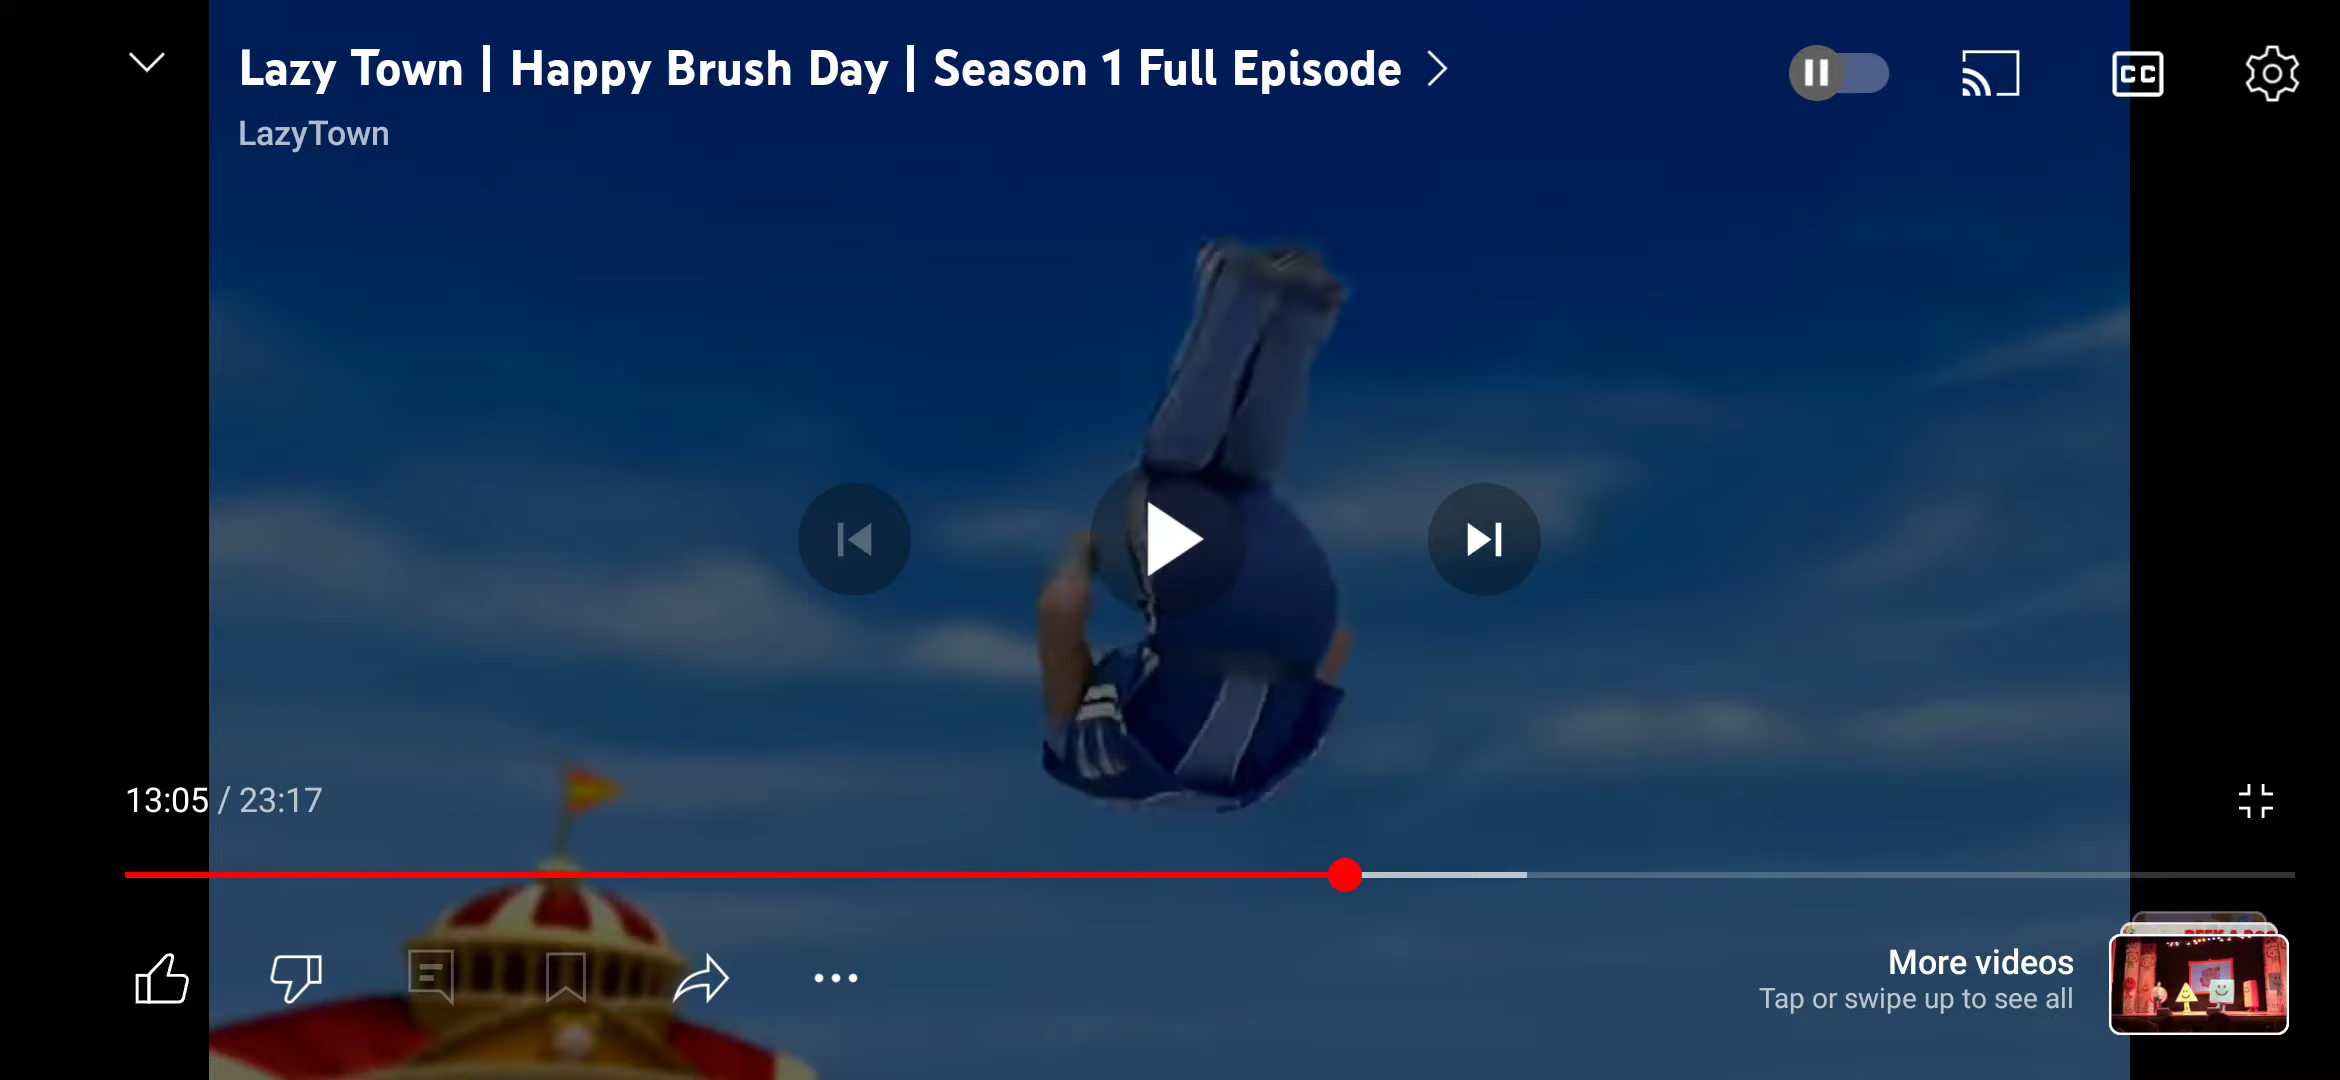 Lazy Town | Happy Brush Day | Season 1 Full Episode
LazyTown
CC
13:05 / 23:17
More videos
Tap or swipe up to see all